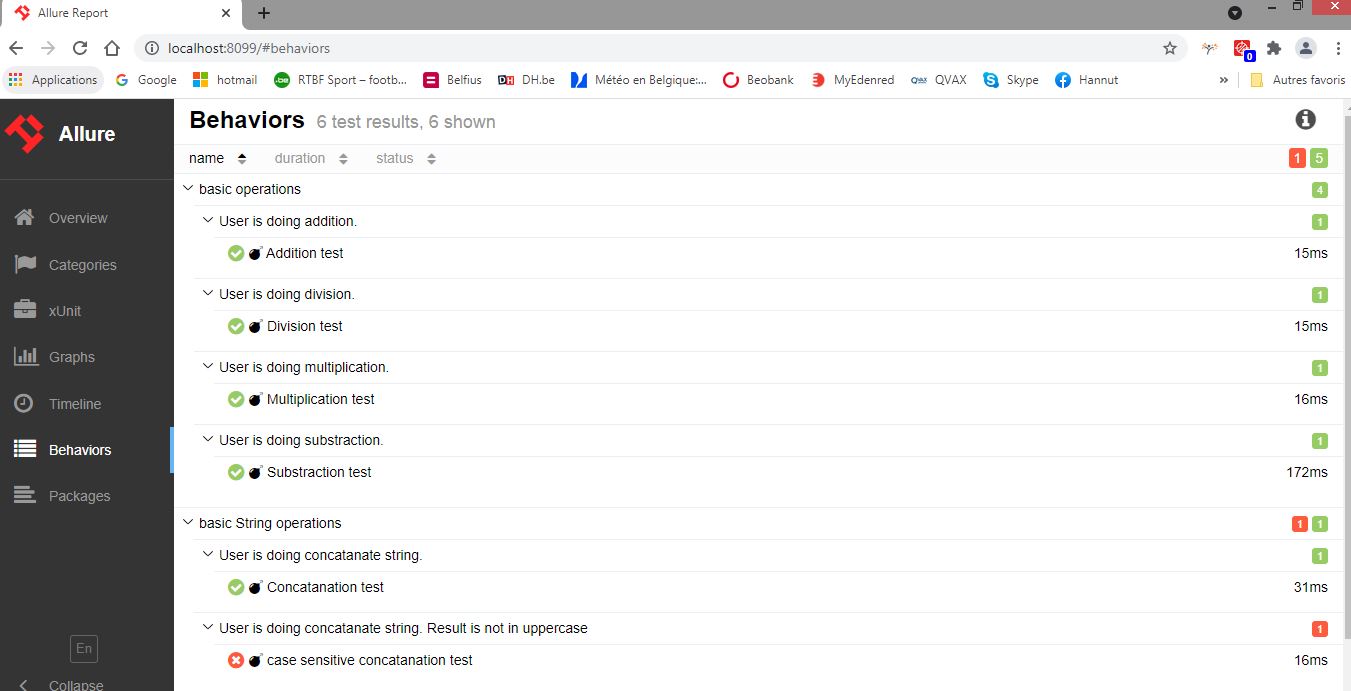 Allure Report
localhost:8099/#behaviors
0
Applications Google hotmail RTBF Sport – footb... Belfius DH.be Météo en Belgique:... Beobank MyEdenred QVAX Skype Hannut » Autres favoris
Allure
Behaviors 6 test results, 6 shown
name duration status 1 5
Overview
Categories
xUnit
Graphs
Timeline
Behaviors
Packages
En
Collapse
basic operations 4
User is doing addition. 1
Addition test 15ms
User is doing division. 1
Division test 15ms
User is doing multiplication. 1
Multiplication test 16ms
User is doing substraction. 1
Substraction test 172ms
basic String operations 1 1
User is doing concatanate string. 1
Concatanation test 31ms
User is doing concatanate string. Result is not in uppercase 1
case sensitive concatanation test 16ms